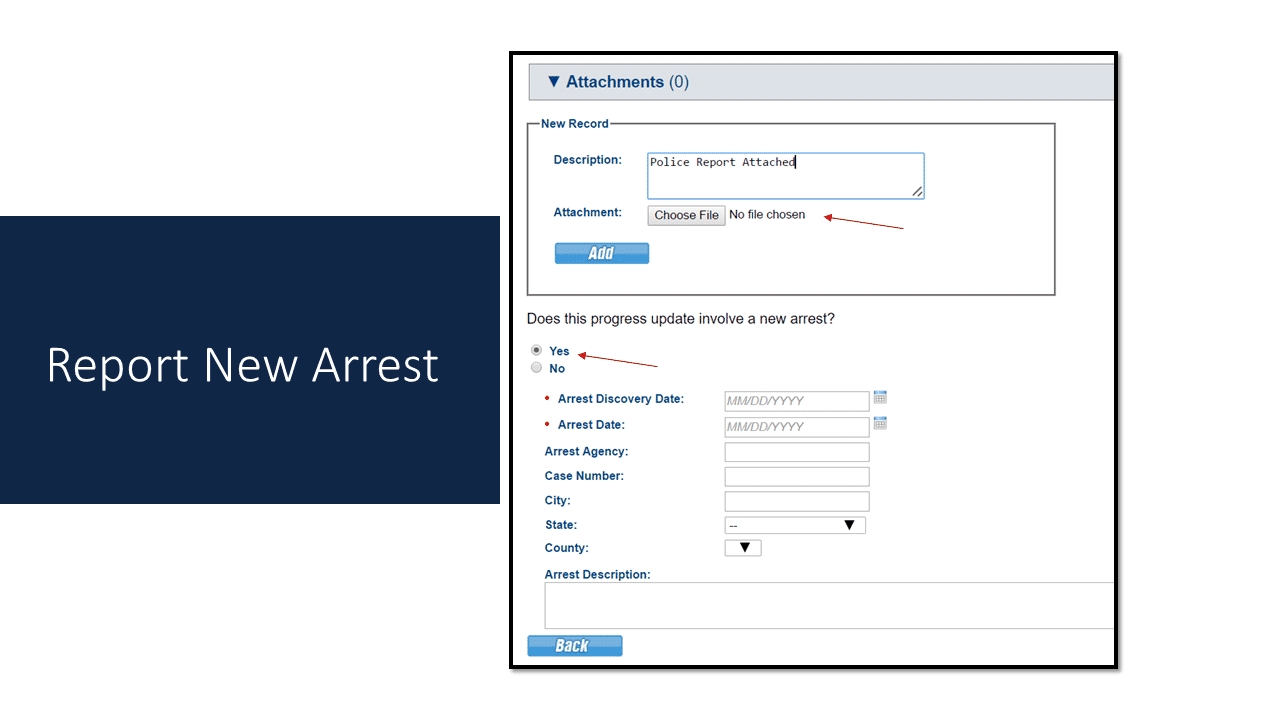 Report New Arrest
▼ Attachments (0)
New Record
Description: Police Report Attached
Attachment: Choose File No file chosen
Add
Does this progress update involve a new arrest?
Yes
No
• Arrest Discovery Date: MM/DD/YYYY
• Arrest Date: MM/DD/YYYY
Arrest Agency:
Case Number:
City:
State: --
County:
Arrest Description:
Back